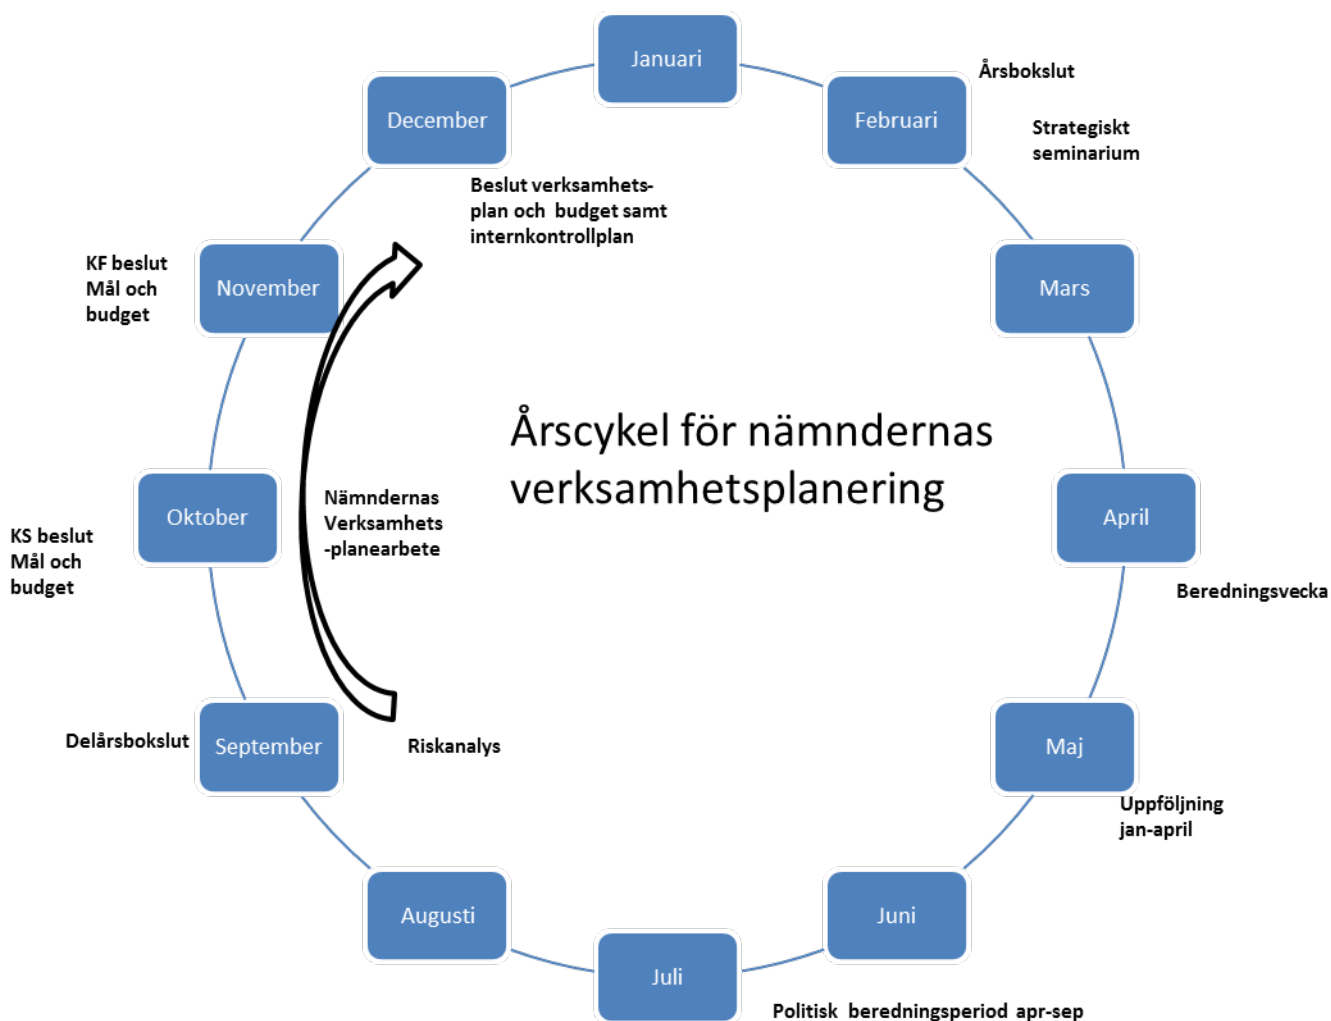 Januari
Februari
Årsbokslut
Strategiskt
seminarium
Mars
April
Beredningsvecka
Maj
Uppföljning
jan-april
Juni
Politisk beredningsperiod apr-sep
Juli
Augusti
September
Delårsbokslut
Riskanalys
Oktober
KS beslut
Mål och
budget
Nämndernas
Verksamhets
-planearbete
November
KF beslut
Mål och
budget
December
Beslut verksamhets-
plan och budget samt
internkontrollplan
Årscykel för nämndernas
verksamhetsplanering